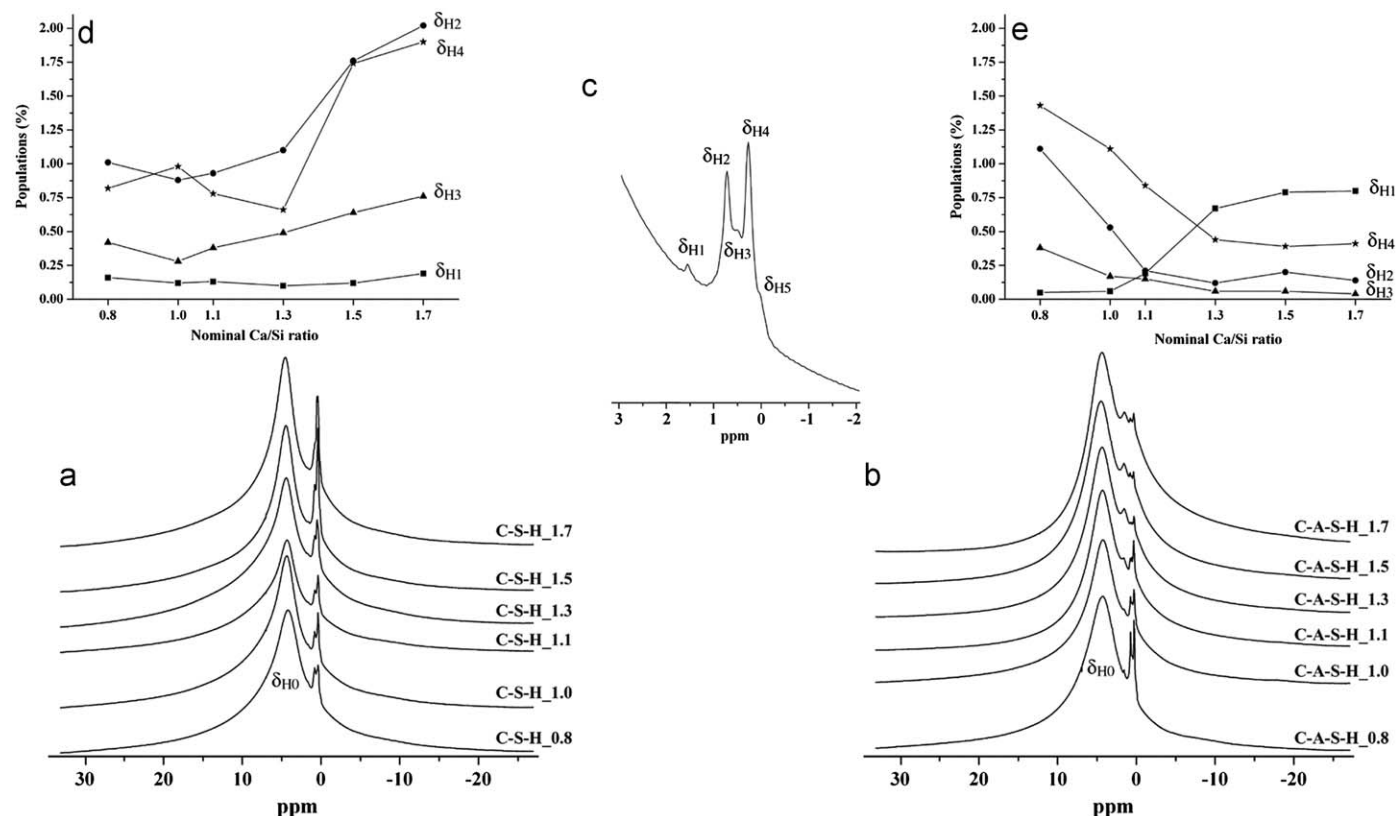 d
Populations (%)
2.00
1.75
1.50
1.25
1.00
0.75
0.50
0.25
0.00
δH2
δH4
δH3
δH1
0.8 1.0 1.1 1.3 1.5 1.7
Nominal Ca/Si ratio
c
δH4
δH2
δH1
δH3
δH5
3 2 1 0 -1 -2
ppm
e
Populations (%)
2.00
1.75
1.50
1.25
1.00
0.75
0.50
0.25
0.00
δH1
δH4
δH2
δH3
0.8 1.0 1.1 1.3 1.5 1.7
Nominal Ca/Si ratio
a
C-S-H_1.7
C-S-H_1.5
C-S-H_1.3
C-S-H_1.1
δH0
C-S-H_1.0
C-S-H_0.8
30 20 10 0 -10 -20
ppm
b
C-A-S-H_1.7
C-A-S-H_1.5
C-A-S-H_1.3
C-A-S-H_1.1
δH0
C-A-S-H_1.0
C-A-S-H_0.8
30 20 10 0 -10 -20
ppm